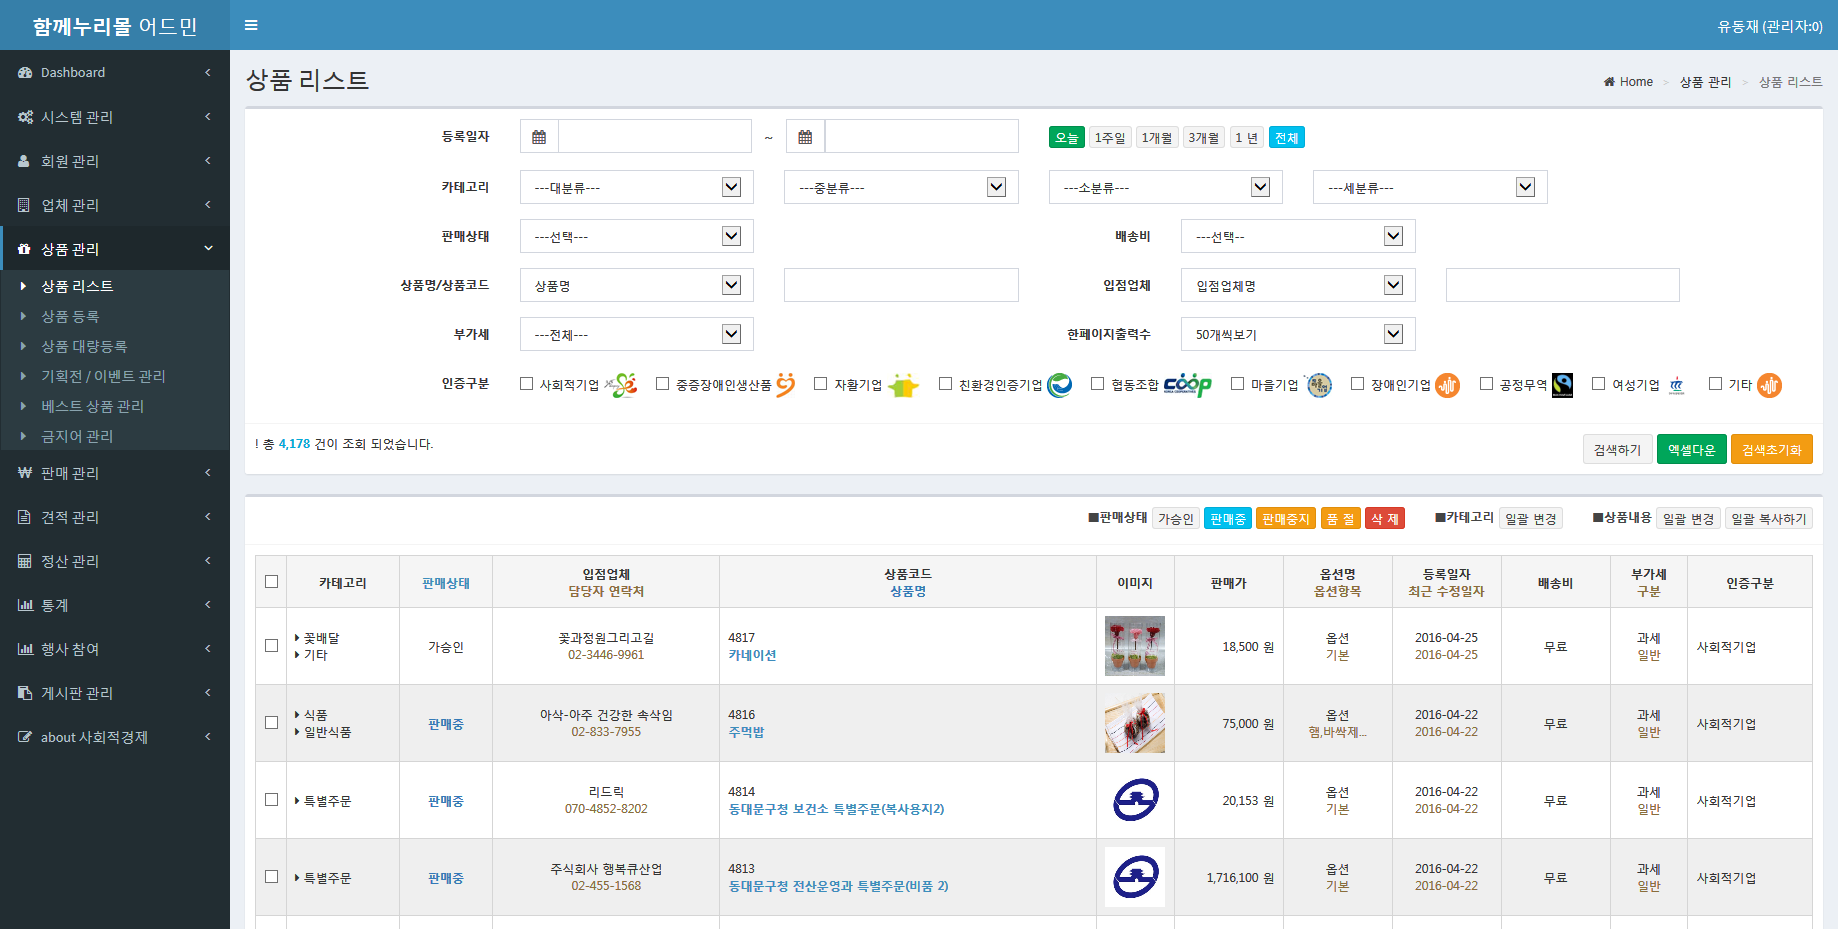 함께누리몰 어드민
유동재 (관리자:0)
Dashboard
시스템 관리
회원 관리
업체 관리
상품 관리
상품 리스트
상품 등록
상품 대량등록
기획전 / 이벤트 관리
베스트 상품 관리
금지어 관리
판매 관리
견적 관리
정산 관리
통계
행사 참여
게시판 관리
about 사회적경제
상품 리스트
Home > 상품 관리 > 상품 리스트
등록일자 ~ 오늘 1주일 1개월 3개월 1 년 전체
카테고리 ---대분류--- ---중분류--- ---소분류--- ---세분류---
판매상태 ---선택--- 배송비 ---선택--
상품명/상품코드 상품명 입점업체 입점업체명
부가세 ---전체--- 한페이지출력수 50개씩보기
인증구분 사회적기업 중증장애인생산품 자활기업 친환경인증기업 협동조합 coop 마을기업 장애인기업 공정무역 여성기업 기타
! 총 4,178 건이 조회 되었습니다.
검색하기 엑셀다운 검색초기화
■판매상태 가승인 판매중 판매중지 품 절 삭 제 ■카테고리 일괄 변경 ■상품내용 일괄 변경 일괄 복사하기
카테고리 판매상태 입점업체 상품코드 이미지 판매가 옵션명 등록일자 배송비 부가세 인증구분
담당자 연락처 상품명 옵션항목 최근 수정일자 구분
꽃배달 가승인 꽃과정원그리고길 4817 18,500 원 옵션 2016-04-25 무료 과세 사회적기업
기타 02-3446-9961 카네이션 기본 2016-04-25 일반
식품 판매중 아삭-아주 건강한 속삭임 4816 75,000 원 옵션 2016-04-22 무료 과세 사회적기업
일반식품 02-833-7955 주먹밥 햄,바싹제... 2016-04-22 일반
특별주문 판매중 리드릭 4814 20,153 원 옵션 2016-04-22 무료 과세 사회적기업
070-4852-8202 동대문구청 보건소 특별주문(복사용지2) 기본 2016-04-22 일반
특별주문 판매중 주식회사 행복큐산업 4813 1,716,100 원 옵션 2016-04-22 무료 과세 사회적기업
02-455-1568 동대문구청 전산운영과 특별주문(비품 2) 기본 2016-04-22 일반